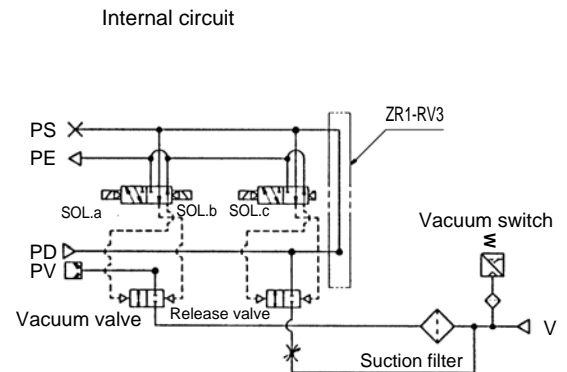 Internal circuit
ZR1-RV3
PS
PE
SOL.a
SOL.b
SOL.c
Vacuum switch
PD
PV
Vacuum valve
Release valve
V
Suction filter